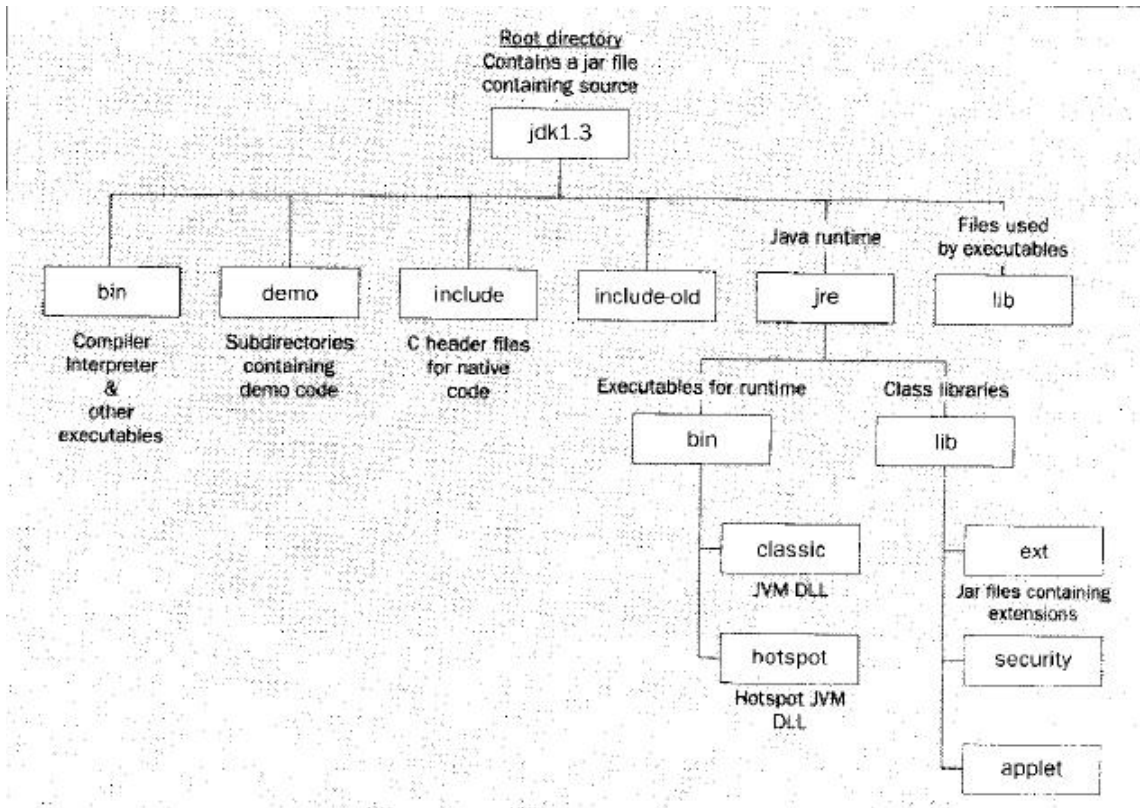 Root directory
Contains a jar file
containing source
jdk1.3
Java runtime
Files used
by executables
bin
demo
include
include-old
jre
lib
Compiler
Interpreter
&
other
executables
Subdirectories
containing
demo code
C header files
for native
code
Executables for runtime
Class libraries
bin
lib
classic
JVM DLL
ext
Jar files containing
extensions
hotspot
Hotspot JVM
DLL
security
applet